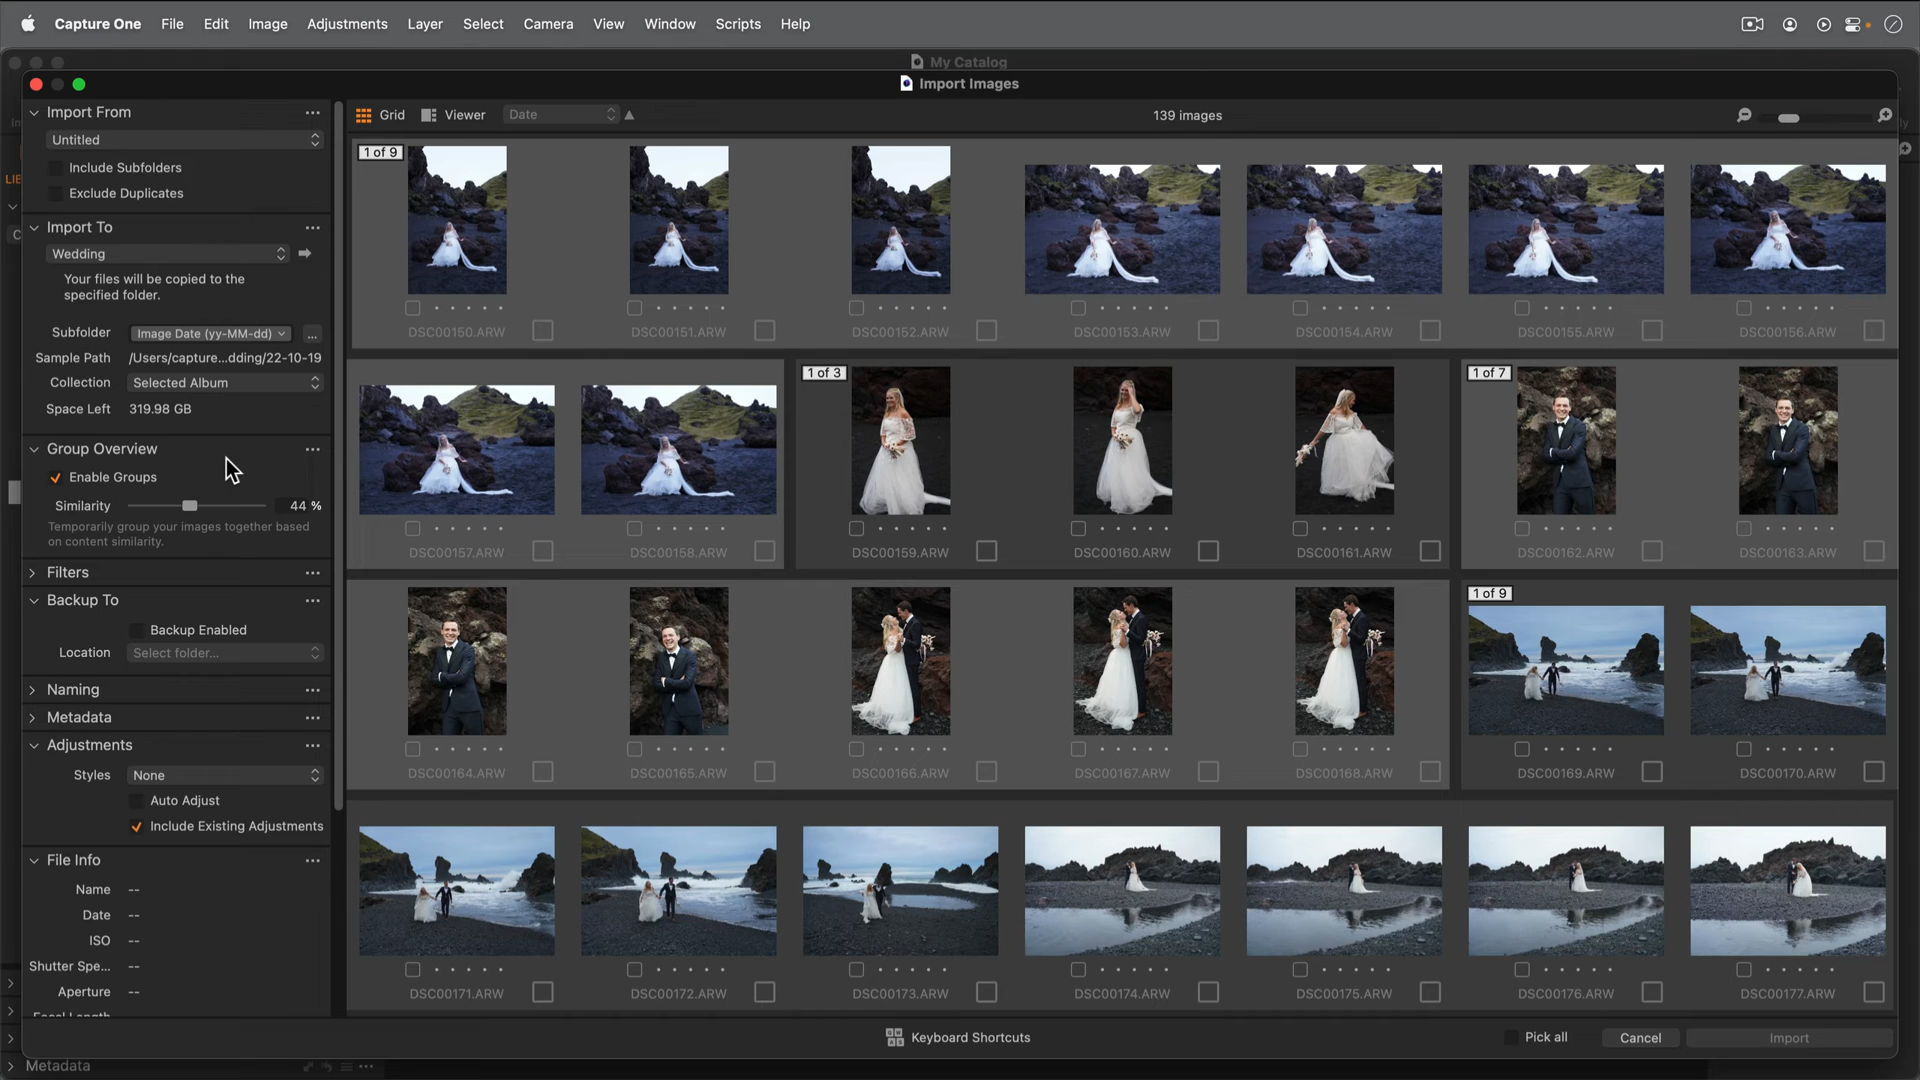 Capture One File Edit Image Adjustments Layer Select Camera View Window Scripts Help
My Catalog
Import Images
Import From
Untitled
Include Subfolders
Exclude Duplicates
Import To
Wedding
Your files will be copied to the
specified folder.
Subfolder Image Date (yy-MM-dd) ...
Sample Path /Users/capture...dding/22-10-19
Collection Selected Album
Space Left 319.98 GB
Group Overview
Enable Groups
Similarity 44 %
Temporarily group your images together based
on content similarity.
Filters
Backup To
Backup Enabled
Location Select folder...
Naming
Metadata
Adjustments
Styles None
Auto Adjust
Include Existing Adjustments
File Info
Name --
Date --
ISO --
Shutter Spe... --
Aperture --
Grid Viewer Date 139 images
1 of 9
DSC00150.ARW DSC00151.ARW DSC00152.ARW DSC00153.ARW DSC00154.ARW DSC00155.ARW DSC00156.ARW
1 of 3 1 of 7
DSC00157.ARW DSC00158.ARW DSC00159.ARW DSC00160.ARW DSC00161.ARW DSC00162.ARW DSC00163.ARW
1 of 9
DSC00164.ARW DSC00165.ARW DSC00166.ARW DSC00167.ARW DSC00168.ARW DSC00169.ARW DSC00170.ARW
DSC00171.ARW DSC00172.ARW DSC00173.ARW DSC00174.ARW DSC00175.ARW DSC00176.ARW DSC00177.ARW
Keyboard Shortcuts Pick all Cancel Import
Metadata